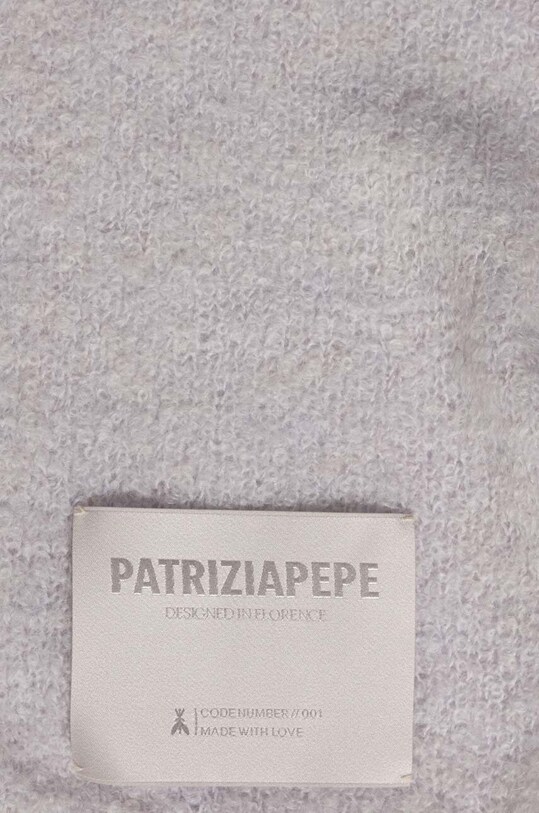 PATRIZIAPEPE
DESIGNED IN FLORENCE
CODE NUMBER // 001
MADE WITH LOVE